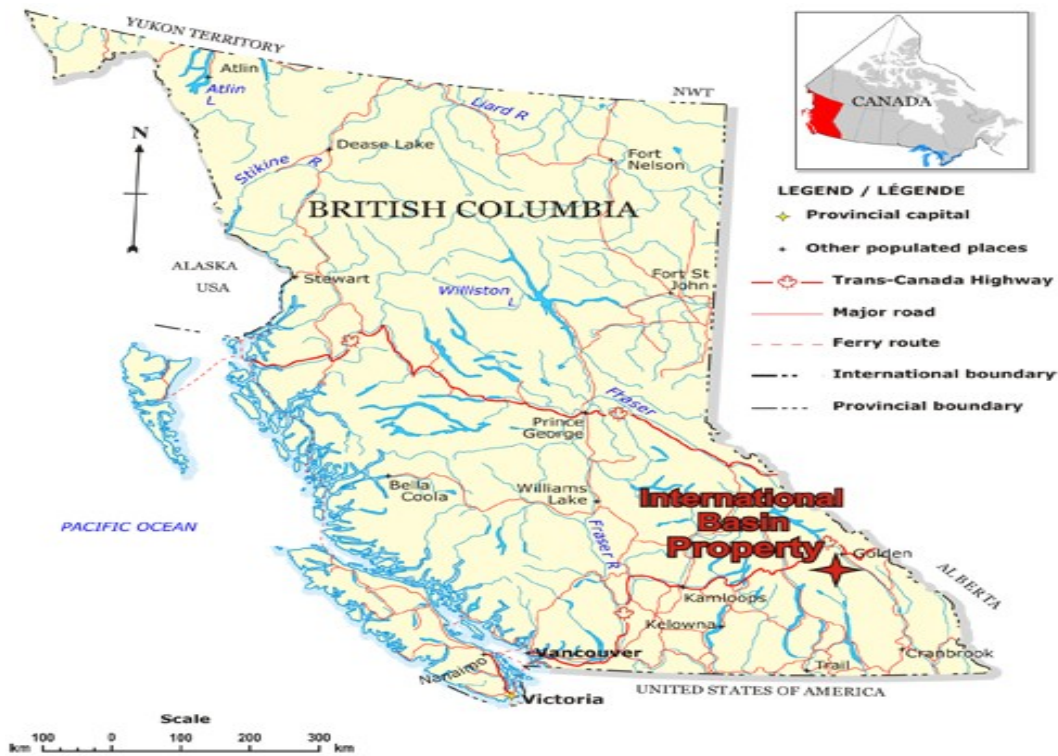 YUKON TERRITORY
Atlin
Atlin
L
Liard R
NWT
CANADA
N
Dease Lake
Stikine
R
Fort
Nelson
LEGEND / LÉGENDE
Provincial capital
BRITISH COLUMBIA
Other populated places
ALASKA
USA
Stewart
Williston
L
Fort St
John
Trans-Canada Highway
Major road
Ferry route
International boundary
Provincial boundary
Fraser
Prince
George
Bella
Coola
Williams
Lake
International
Basin
Property
PACIFIC OCEAN
Fraser R
Golden
ALBERTA
Kamloops
Kelowna
Vancouver
Nanaimo
Trail
Cranbrook
UNITED STATES OF AMERICA
Victoria
Scale
100 0 100 200 300
km km